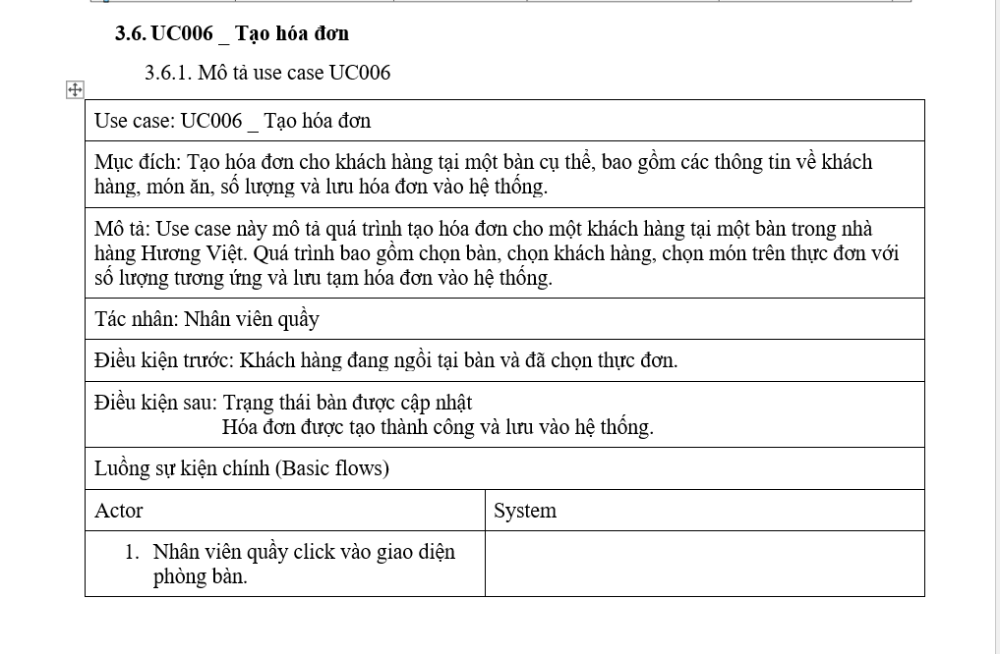 3.6. UC006 _ Tạo hóa đơn
3.6.1. Mô tả use case UC006
Use case: UC006 _ Tạo hóa đơn
Mục đích: Tạo hóa đơn cho khách hàng tại một bàn cụ thể, bao gồm các thông tin về khách
hàng, món ăn, số lượng và lưu hóa đơn vào hệ thống.
Mô tả: Use case này mô tả quá trình tạo hóa đơn cho một khách hàng tại một bàn trong nhà
hàng Hương Việt. Quá trình bao gồm chọn bàn, chọn khách hàng, chọn món trên thực đơn với
số lượng tương ứng và lưu tạm hóa đơn vào hệ thống.
Tác nhân: Nhân viên quầy
Điều kiện trước: Khách hàng đang ngồi tại bàn và đã chọn thực đơn.
Điều kiện sau: Trạng thái bàn được cập nhật
Hóa đơn được tạo thành công và lưu vào hệ thống.
Luồng sự kiện chính (Basic flows)
Actor
System
1. Nhân viên quầy click vào giao diện
phòng bàn.